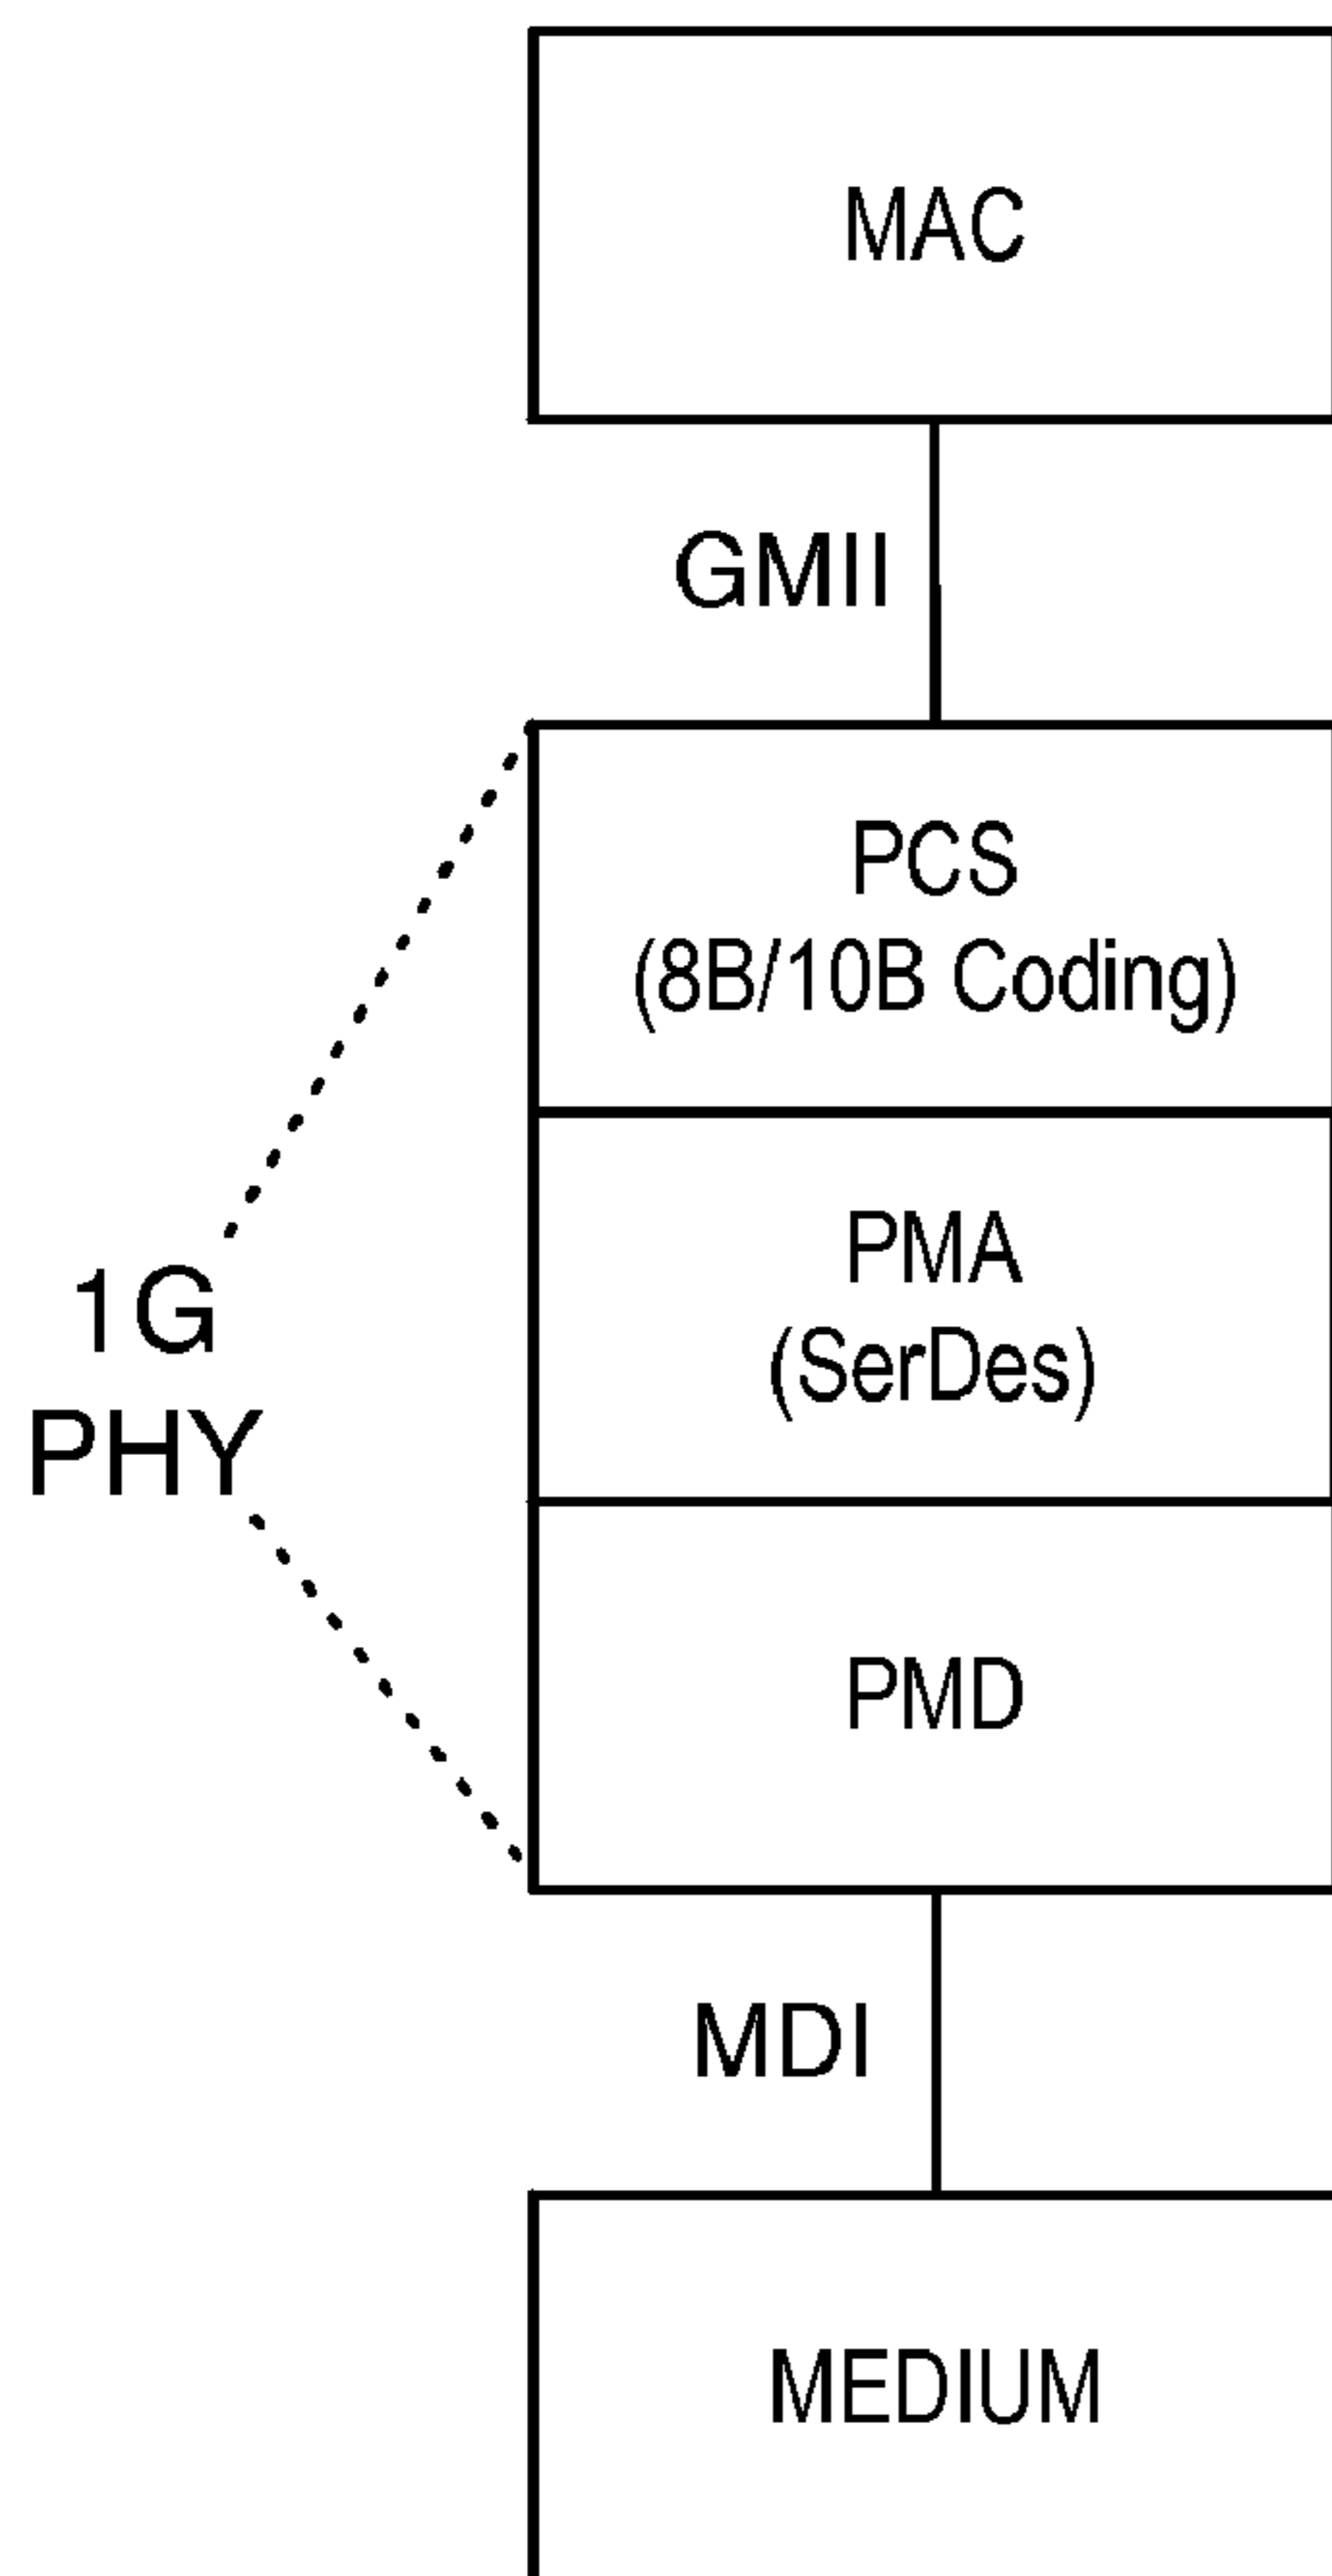 MAC
GMII
PCS
(8B/10B Coding)
PMA
(SerDes)
1G
PHY
PMD
MDI
MEDIUM